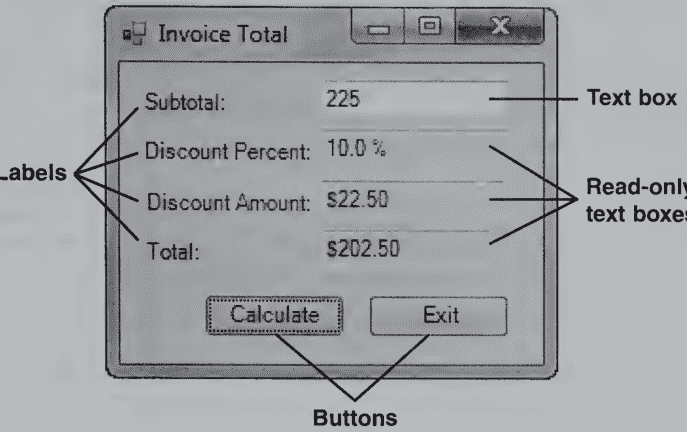 Invoice Total
Subtotal: 225 Text box
Discount Percent: 10.0 %
Labels
Discount Amount: $22.50
Read-only
text boxes
Total: $202.50
Calculate Exit
Buttons